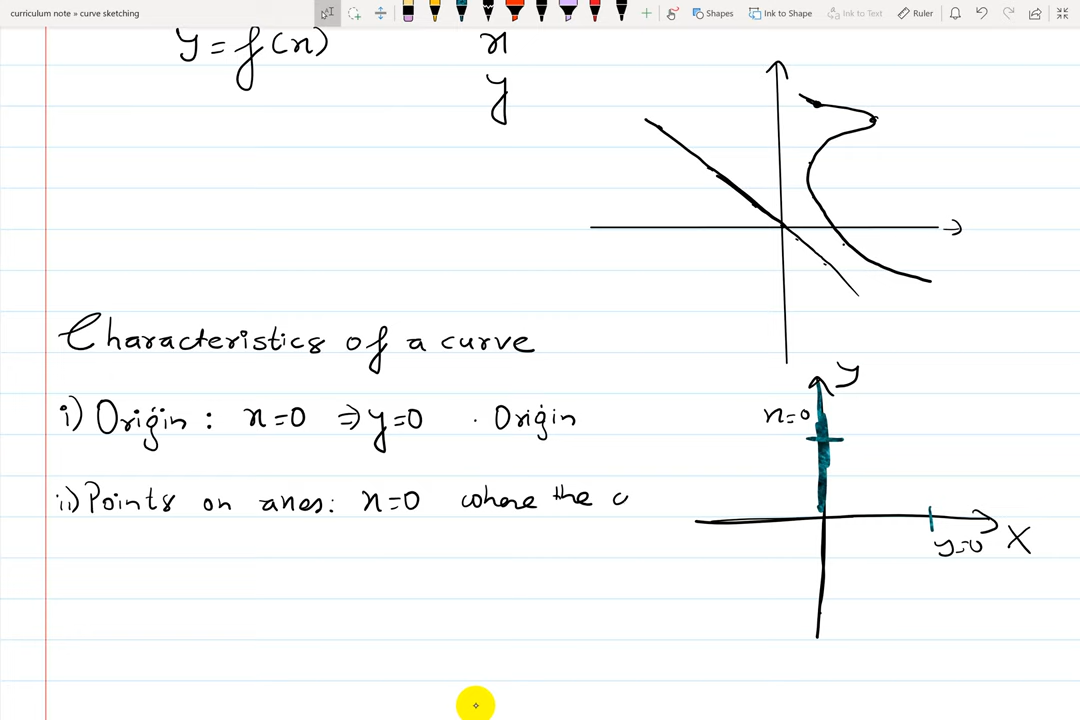 curriculum note » curve sketching
Shapes
Ink to Shape
Ink to Text
Ruler
y = f(x)
x
y
Characteristics of a curve
i) Origin : x=0 ⇒ y=0 · Origin
ii) Points on axes: x=0 where the c
y
x=0
y=0
X